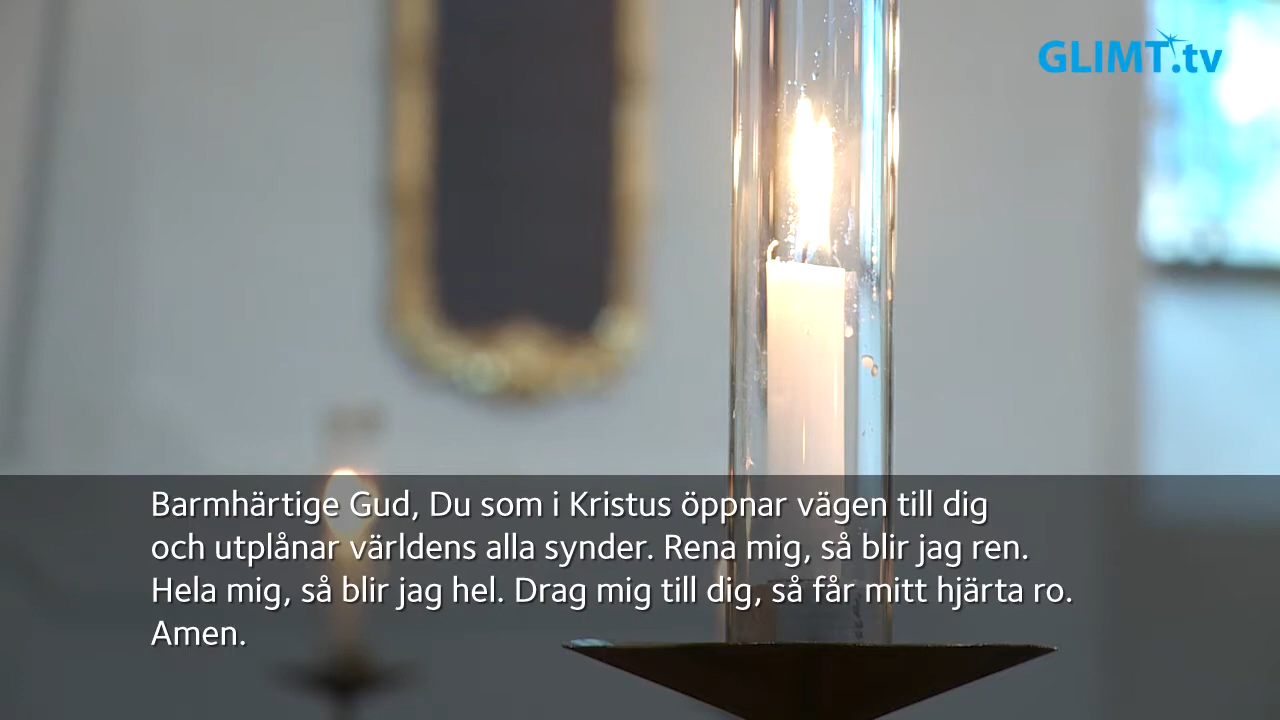 GLIMT.tv
Barmhärtige Gud, Du som i Kristus öppnar vägen till dig
och utplånar världens alla synder. Rena mig, så blir jag ren.
Hela mig, så blir jag hel. Drag mig till dig, så får mitt hjärta ro.
Amen.